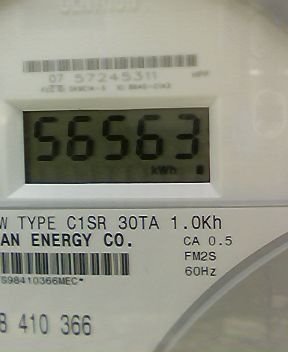 07 57245311
56563
kWh
W TYPE C1SR 30TA 1.0Kh
AN ENERGY CO.
CA 0.5
FM2S
60Hz
S98410366MEC*
8 410 366